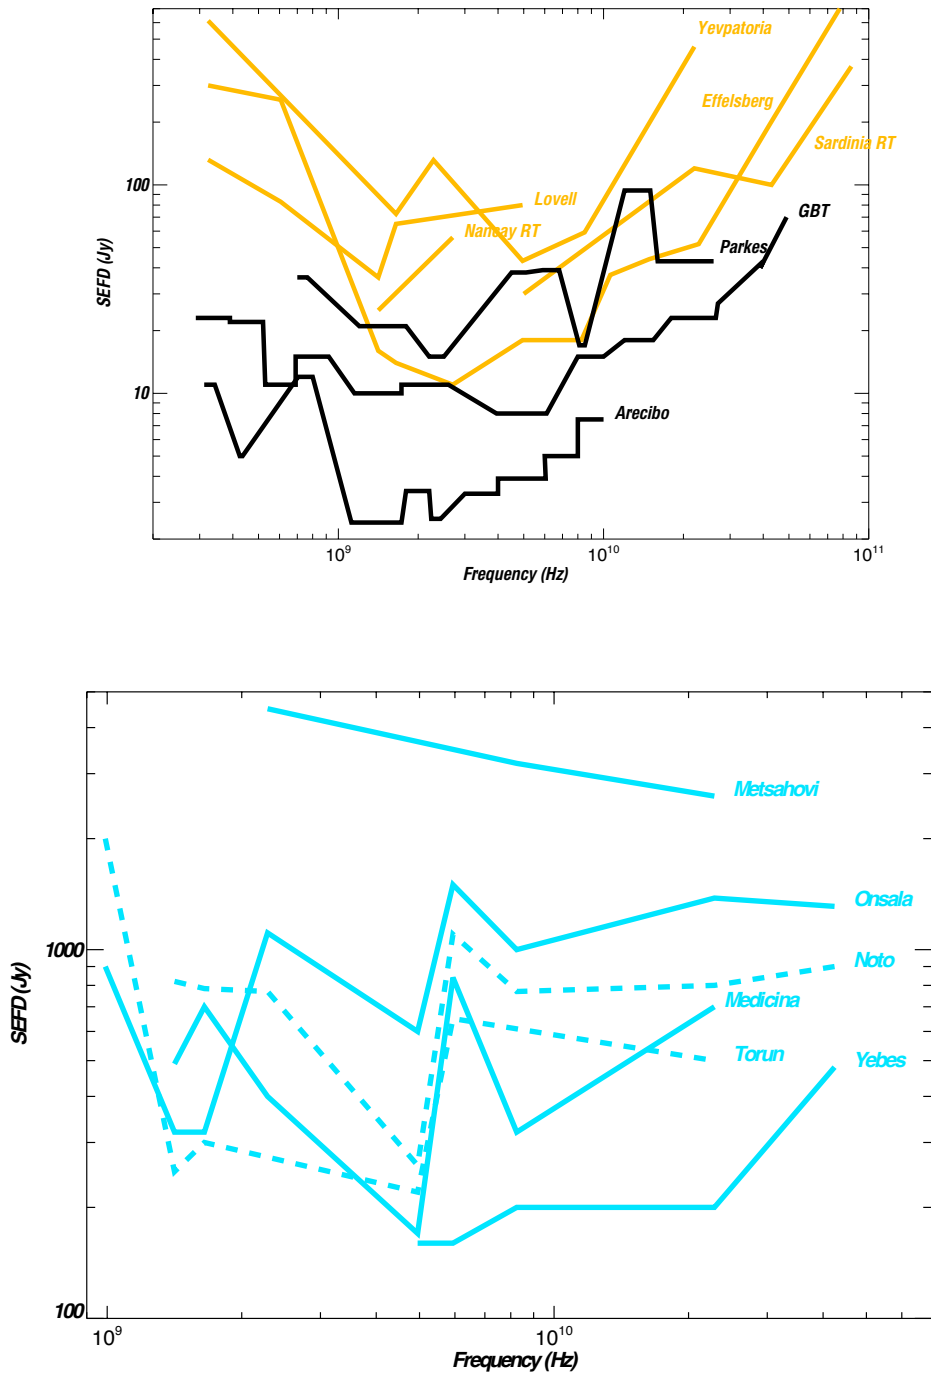 Yevpatoria
Effelsberg
Sardinia RT
100
Lovell
GBT
Nancay RT
Parkes
SEFD (Jy)
10
Arecibo
10⁹
10¹⁰
10¹¹
Frequency (Hz)
Metsahovi
Onsala
1000
Noto
SEFD (Jy)
Medicina
Torun
Yebes
100
10⁹
10¹⁰
Frequency (Hz)